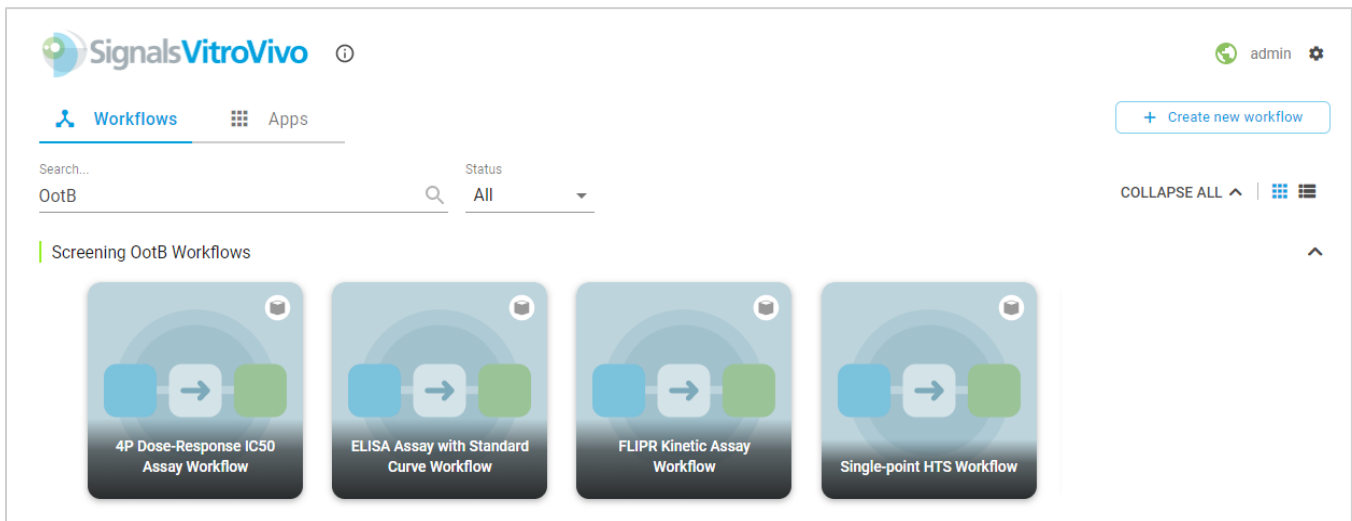 SignalsVitroVivo
admin
Workflows
Apps
+ Create new workflow
Search...
Status
OotB
All
COLLAPSE ALL
Screening OotB Workflows
4P Dose-Response IC50
Assay Workflow
ELISA Assay with Standard
Curve Workflow
FLIPR Kinetic Assay
Workflow
Single-point HTS Workflow